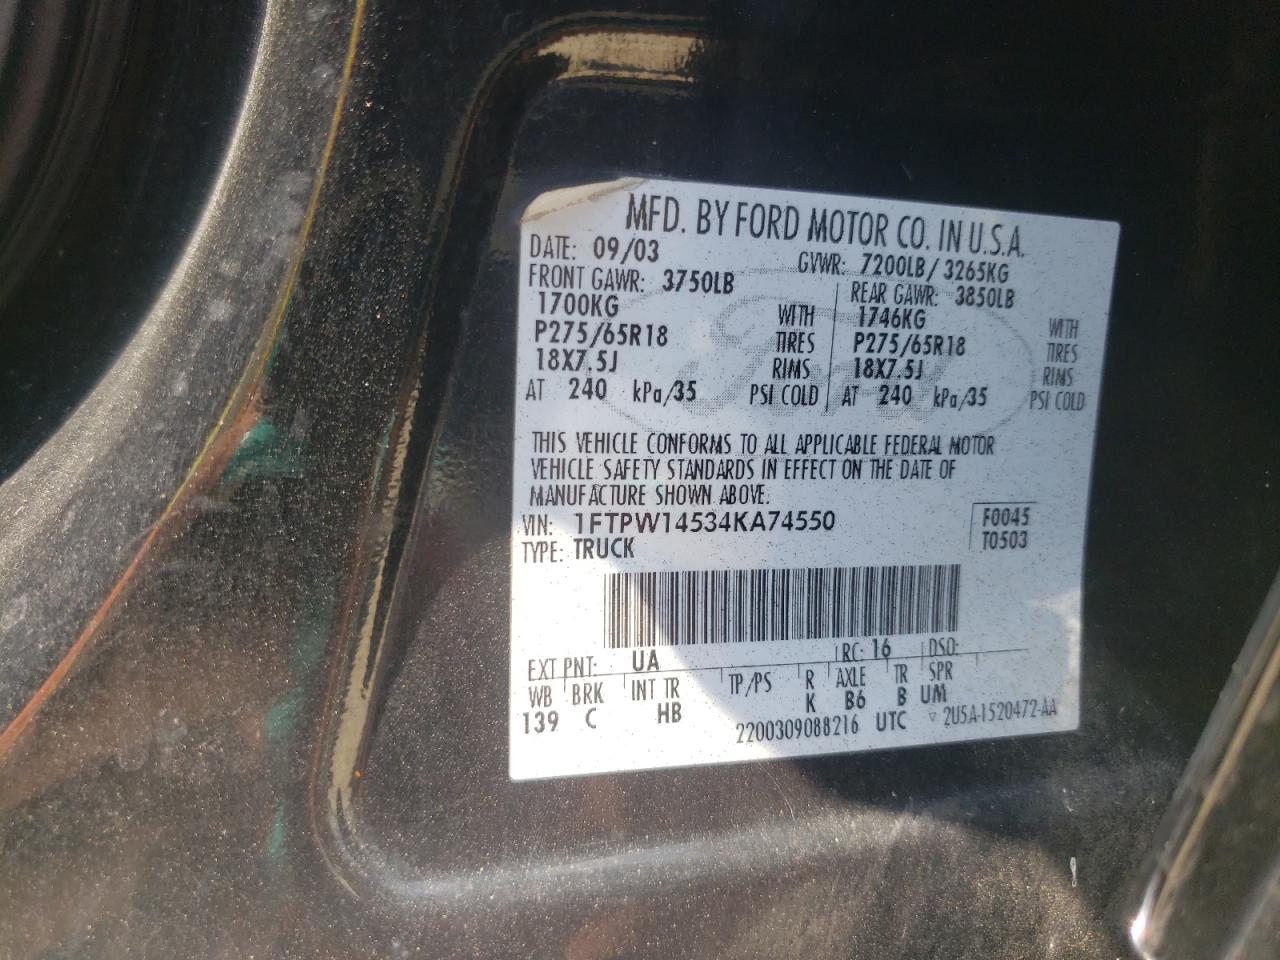 MFD. BY FORD MOTOR CO. IN U.S.A.
DATE: 09/03 GVWR: 7200LB/3265KG
FRONT GAWR: 3750LB REAR GAWR: 3850LB
1700KG WITH 1746KG WITH
P275/65R18 TIRES P275/65R18 TIRES
18X7.5J RIMS 18X7.5J RIMS
AT 240 kPa/35 PSI COLD AT 240 kPa/35 PSI COLD
THIS VEHICLE CONFORMS TO ALL APPLICABLE FEDERAL MOTOR
VEHICLE SAFETY STANDARDS IN EFFECT ON THE DATE OF
MANUFACTURE SHOWN ABOVE.
VIN: 1FTPW14534KA74550 F0045
TYPE: TRUCK T0503
EXT PNT: UA RC: 16 DSO:
WB BRK INT TR TP/PS R AXLE TR SPR
139 C HB K B6 B UM
2200309088216 UTC ▽ 2U5A-1520472-AA